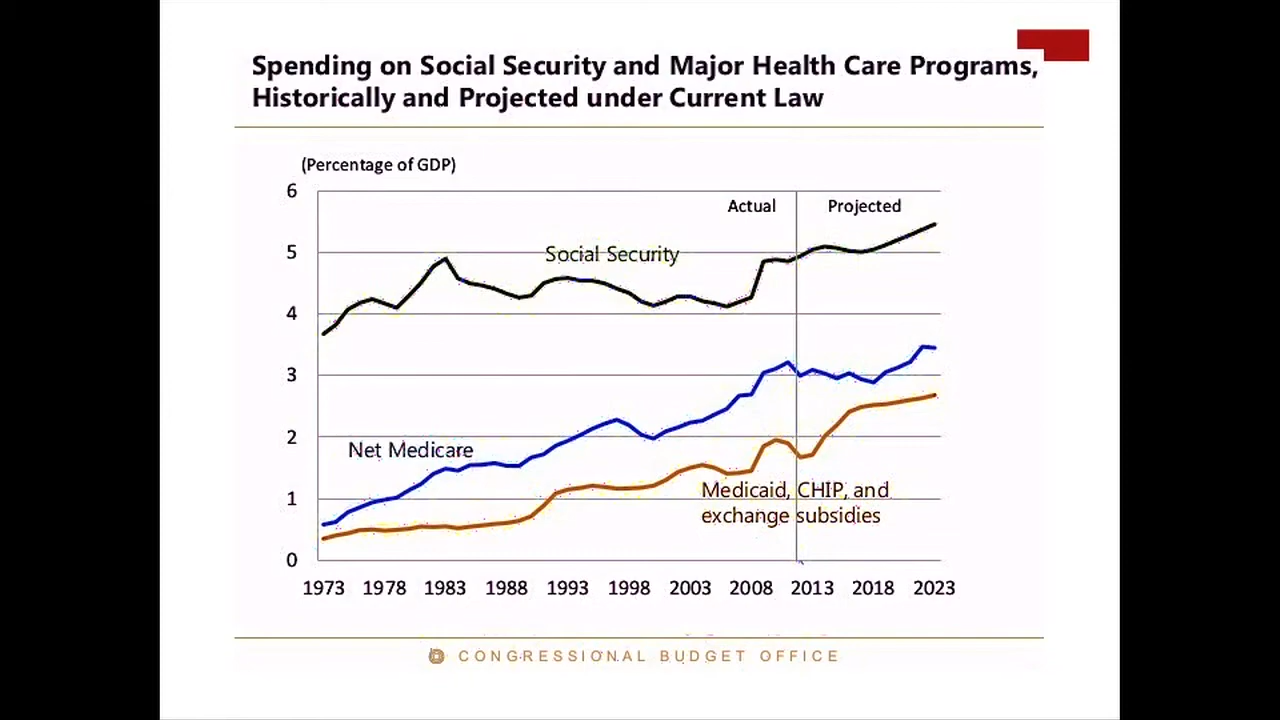 Spending on Social Security and Major Health Care Programs,
Historically and Projected under Current Law
(Percentage of GDP)
6
Actual
Projected
5
Social Security
4
3
2
Net Medicare
1
Medicaid, CHIP, and
exchange subsidies
0
1973 1978 1983 1988 1993 1998 2003 2008 2013 2018 2023
CONGRESSIONAL BUDGET OFFICE